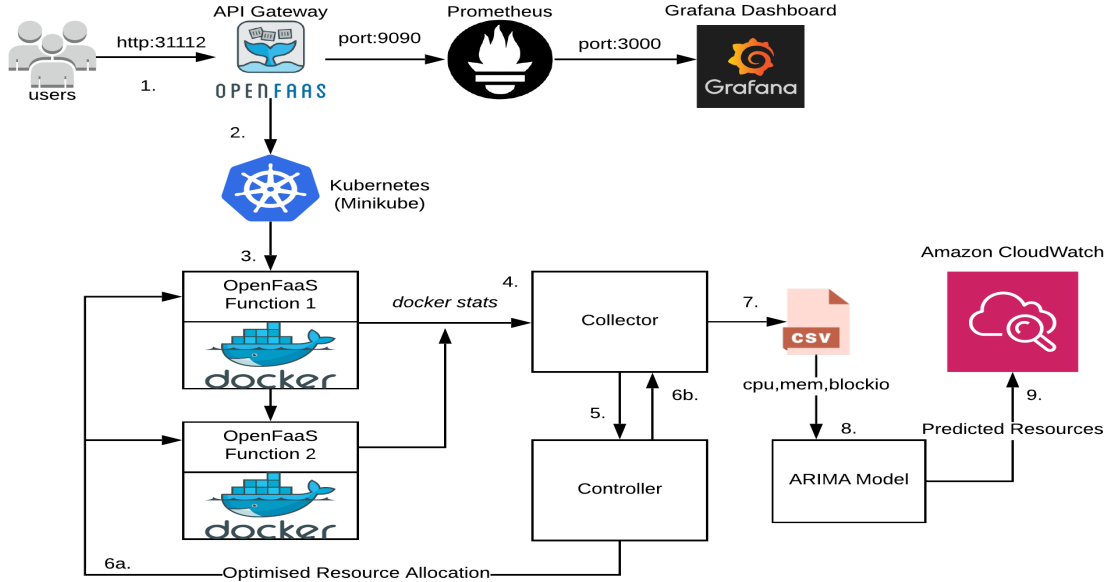 API Gateway
Prometheus
Grafana Dashboard
http:31112
port:9090
port:3000
users
1.
OPENFAAS
Grafana
2.
Kubernetes
(Minikube)
3.
OpenFaaS
Function 1
docker
docker stats
4.
Collector
7.
CSV
Amazon CloudWatch
cpu,mem,blockio
5.
6b.
8.
9.
Predicted Resources
OpenFaaS
Function 2
docker
Controller
ARIMA Model
6a.
Optimised Resource Allocation